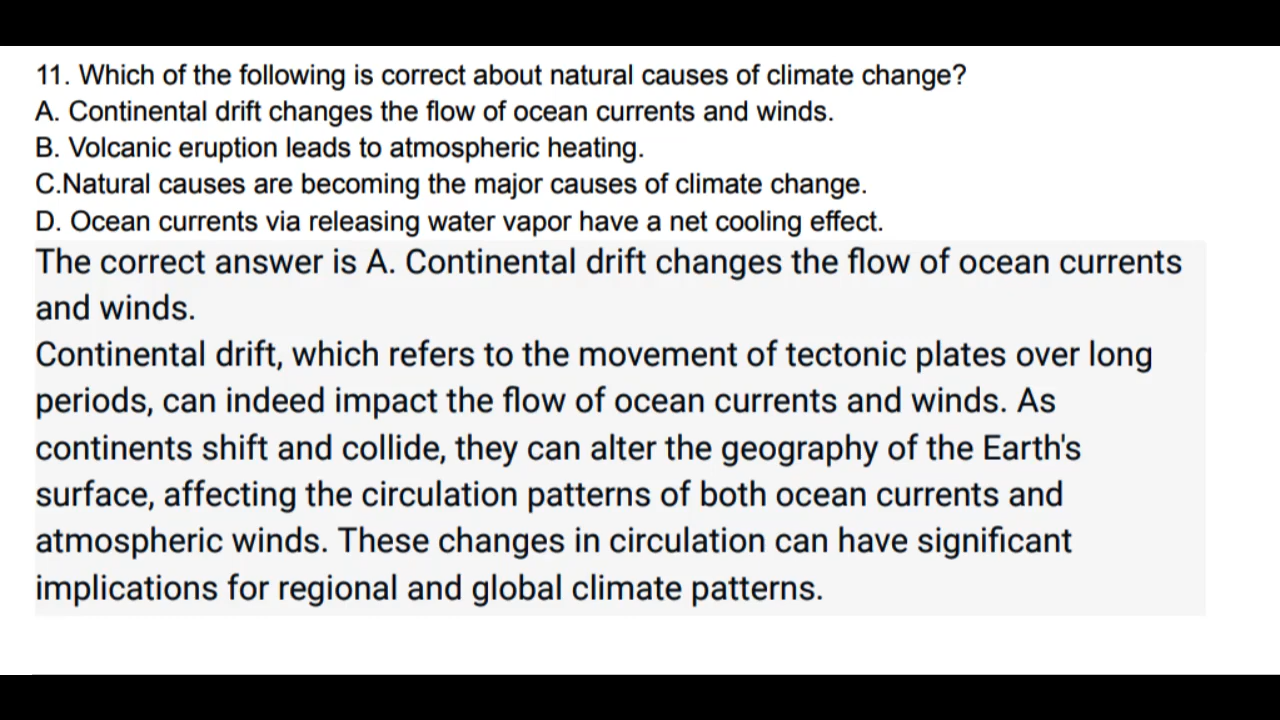 11. Which of the following is correct about natural causes of climate change?
A. Continental drift changes the flow of ocean currents and winds.
B. Volcanic eruption leads to atmospheric heating.
C.Natural causes are becoming the major causes of climate change.
D. Ocean currents via releasing water vapor have a net cooling effect.
The correct answer is A. Continental drift changes the flow of ocean currents
and winds.
Continental drift, which refers to the movement of tectonic plates over long
periods, can indeed impact the flow of ocean currents and winds. As
continents shift and collide, they can alter the geography of the Earth's
surface, affecting the circulation patterns of both ocean currents and
atmospheric winds. These changes in circulation can have significant
implications for regional and global climate patterns.